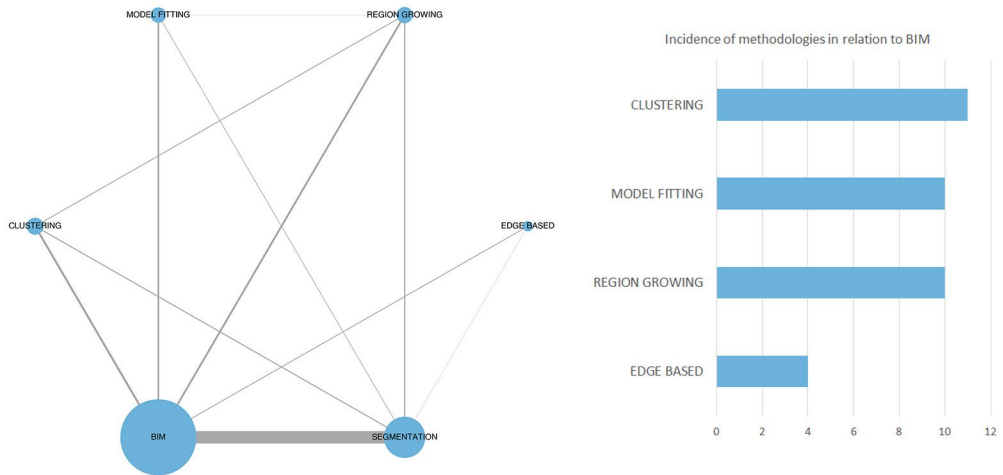 MODEL FITTING
REGION GROWING
CLUSTERING
EDGE BASED
BIM
SEGMENTATION
Incidence of methodologies in relation to BIM
CLUSTERING
MODEL FITTING
REGION GROWING
EDGE BASED
0 2 4 6 8 10 12